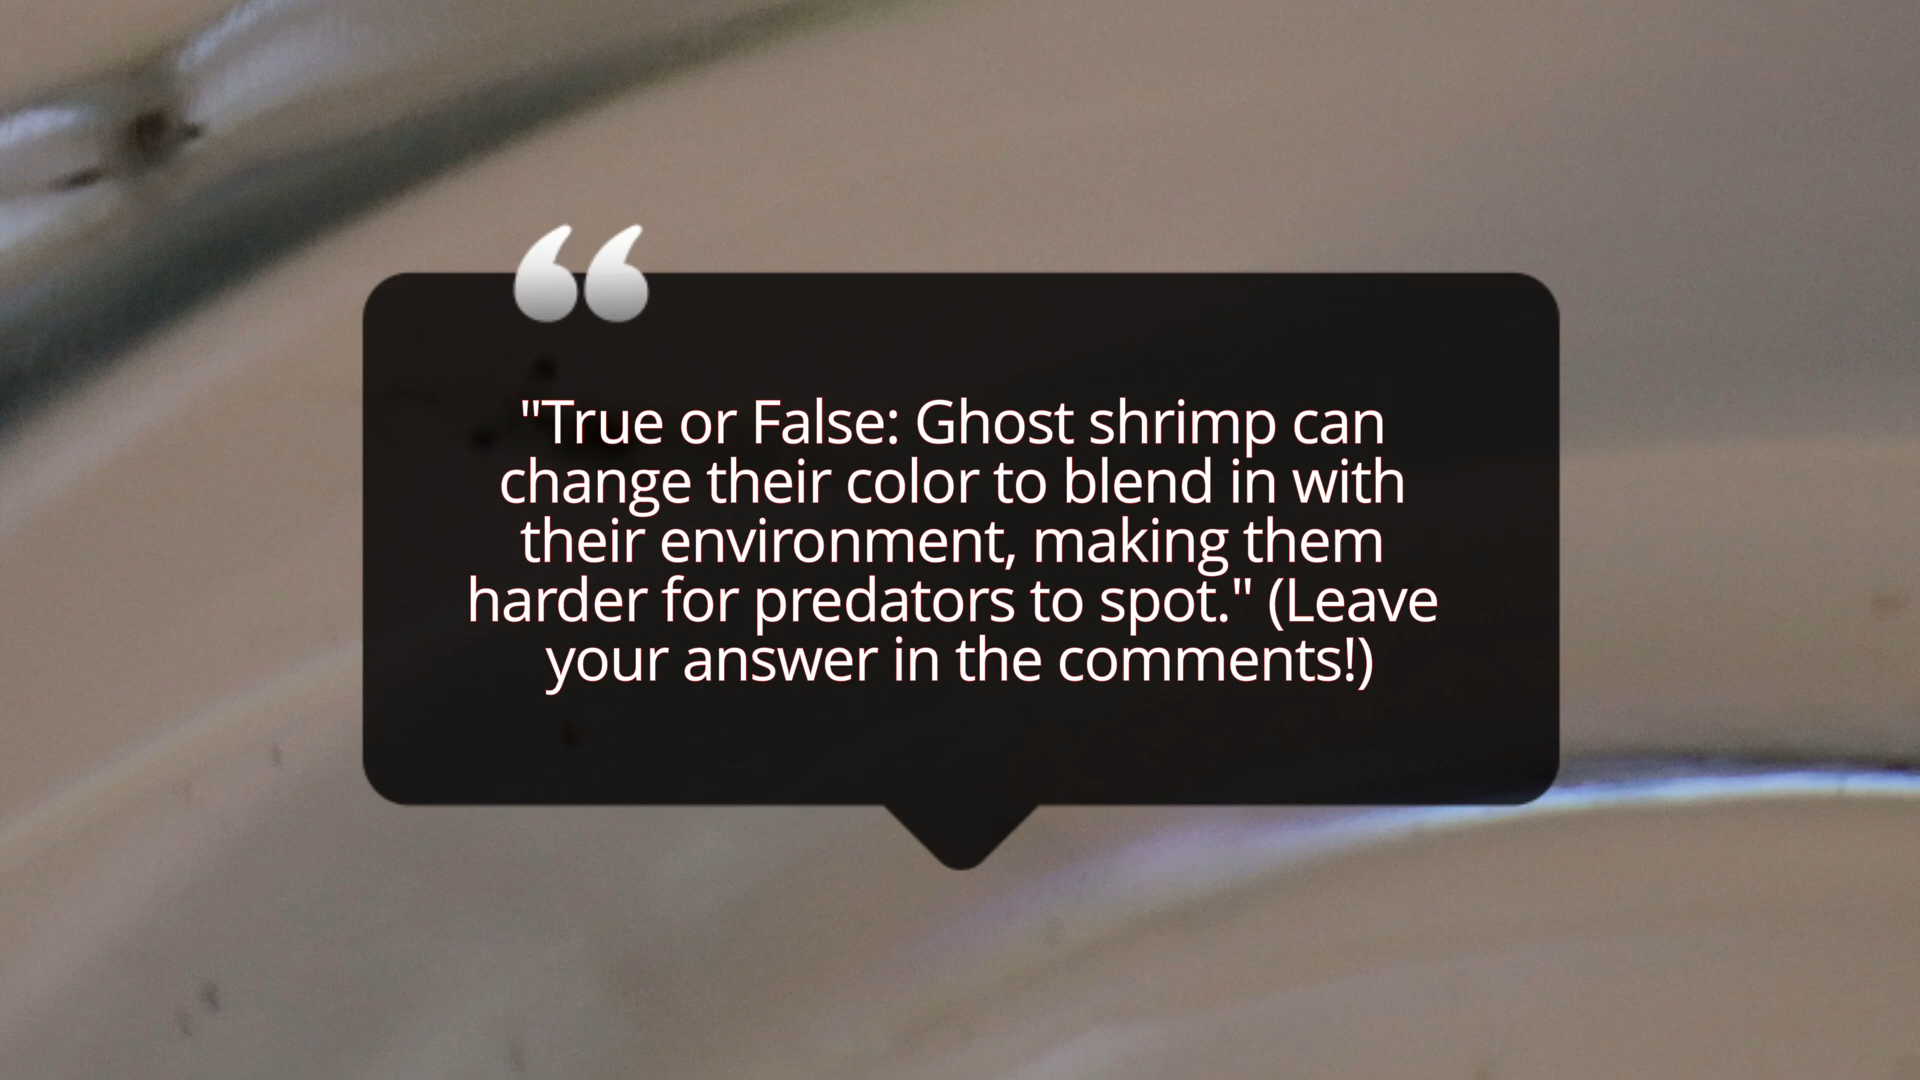 "True or False: Ghost shrimp can
change their color to blend in with
their environment, making them
harder for predators to spot." (Leave
your answer in the comments!)